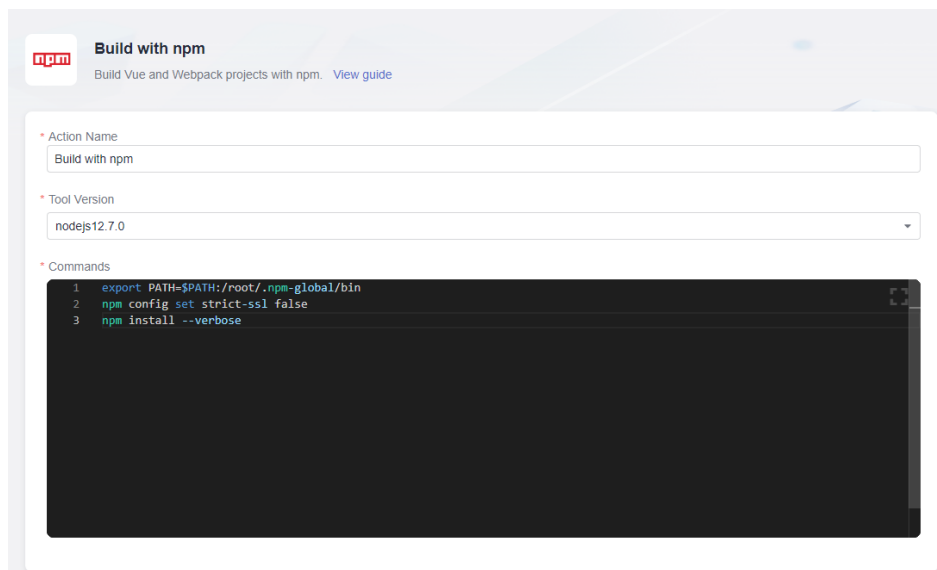 npm
Build with npm
Build Vue and Webpack projects with npm. View guide
* Action Name
Build with npm
* Tool Version
nodejs12.7.0
* Commands
1 export PATH=$PATH:/root/.npm-global/bin
2 npm config set strict-ssl false
3 npm install --verbose